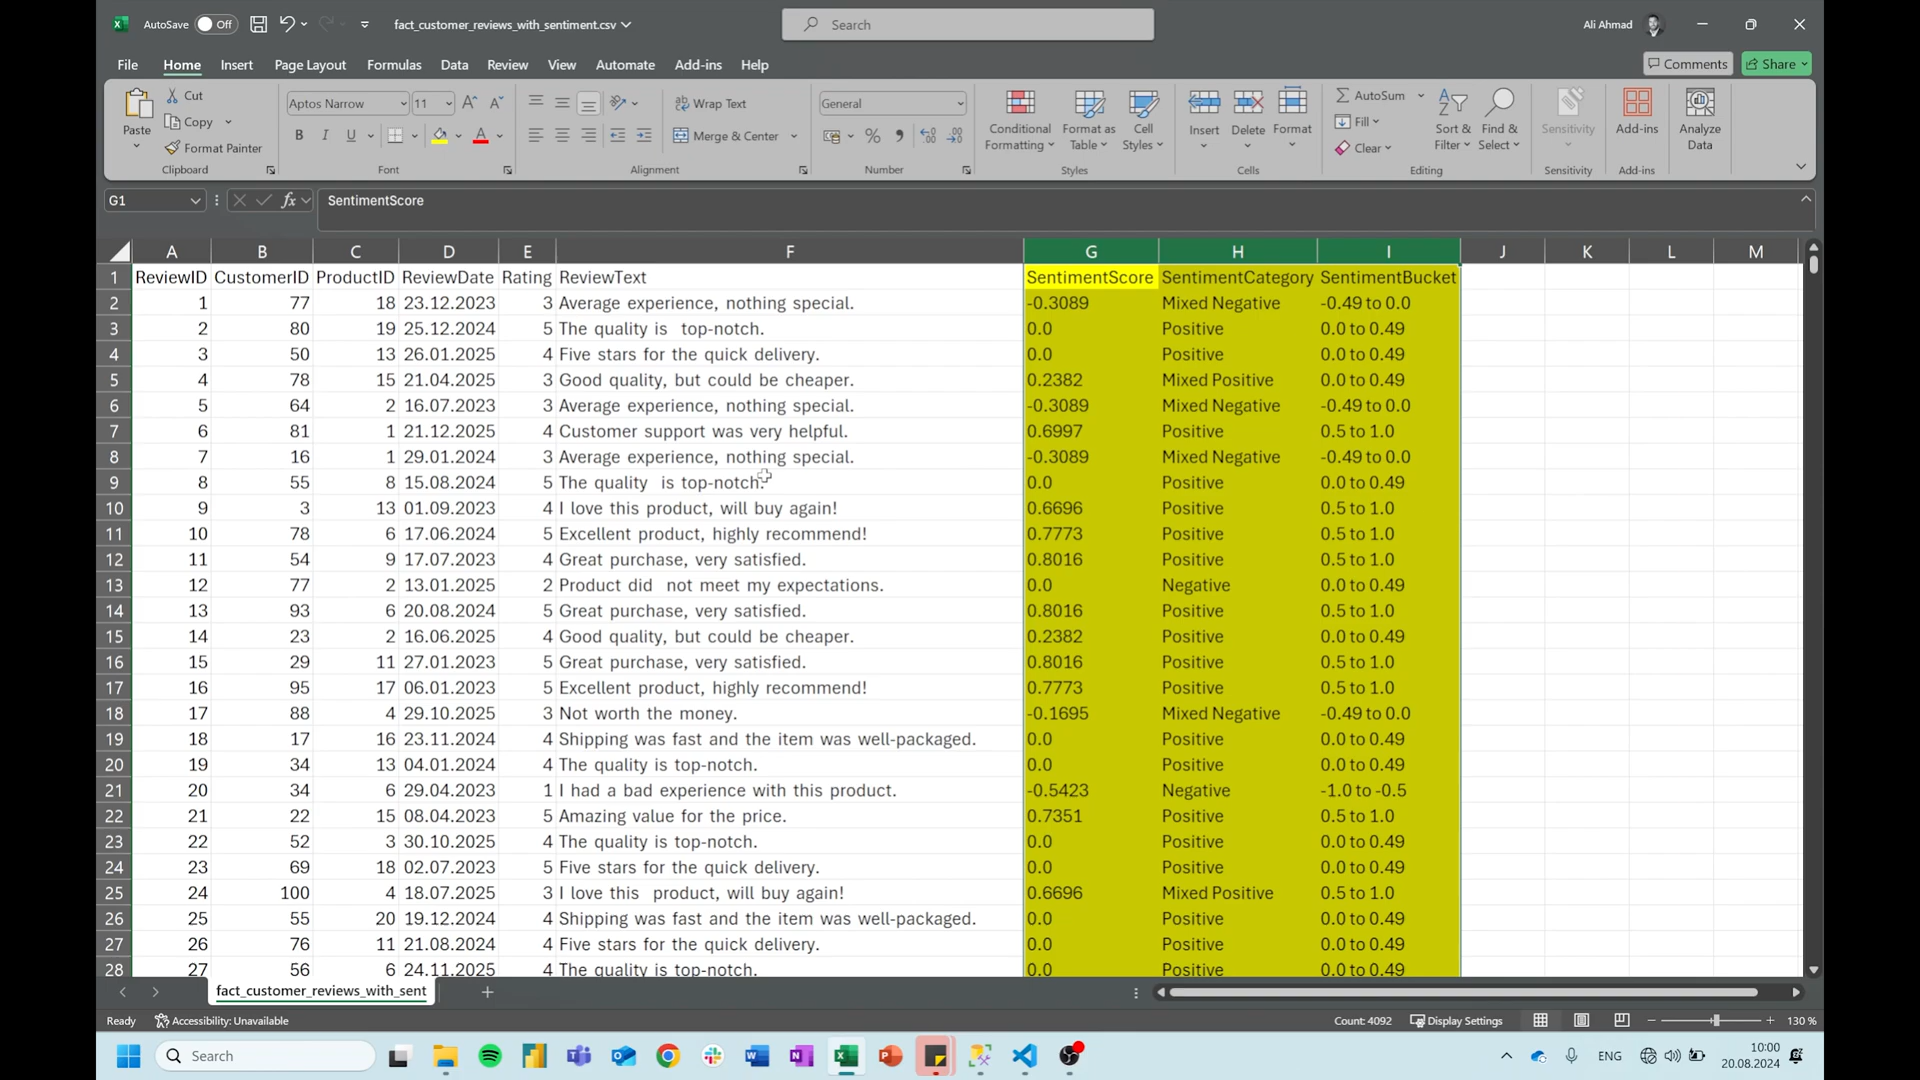 AutoSave Off fact_customer_reviews_with_sentiment.csv Search Ali Ahmad
File Home Insert Page Layout Formulas Data Review View Automate Add-ins Help Comments Share
Paste Cut Copy Format Painter Clipboard
Aptos Narrow 11 B I U Font
Wrap Text Merge & Center Alignment
General % Number
Conditional Formatting Format as Table Cell Styles Styles
Insert Delete Format Cells
AutoSum Fill Clear Sort & Filter Find & Select Editing
Sensitivity Sensitivity
Add-ins Add-ins
Analyze Data
G1 fx SentimentScore
A B C D E F G H I J K L M
1 ReviewID CustomerID ProductID ReviewDate Rating ReviewText SentimentScore SentimentCategory SentimentBucket
2 1 77 18 23.12.2023 3 Average experience, nothing special. -0.3089 Mixed Negative -0.49 to 0.0
3 2 80 19 25.12.2024 5 The quality is  top-notch. 0.0 Positive 0.0 to 0.49
4 3 50 13 26.01.2025 4 Five stars for the quick delivery. 0.0 Positive 0.0 to 0.49
5 4 78 15 21.04.2025 3 Good quality, but could be cheaper. 0.2382 Mixed Positive 0.0 to 0.49
6 5 64 2 16.07.2023 3 Average experience, nothing special. -0.3089 Mixed Negative -0.49 to 0.0
7 6 81 1 21.12.2025 4 Customer support was very helpful. 0.6997 Positive 0.5 to 1.0
8 7 16 1 29.01.2024 3 Average experience, nothing special. -0.3089 Mixed Negative -0.49 to 0.0
9 8 55 8 15.08.2024 5 The quality  is top-notch. 0.0 Positive 0.0 to 0.49
10 9 3 13 01.09.2023 4 I love this product, will buy again! 0.6696 Positive 0.5 to 1.0
11 10 78 6 17.06.2024 5 Excellent product, highly recommend! 0.7773 Positive 0.5 to 1.0
12 11 54 9 17.07.2023 4 Great purchase, very satisfied. 0.8016 Positive 0.5 to 1.0
13 12 77 2 13.01.2025 2 Product did  not meet my expectations. 0.0 Negative 0.0 to 0.49
14 13 93 6 20.08.2024 5 Great purchase, very satisfied. 0.8016 Positive 0.5 to 1.0
15 14 23 2 16.06.2025 4 Good quality, but could be cheaper. 0.2382 Positive 0.0 to 0.49
16 15 29 11 27.01.2023 5 Great purchase, very satisfied. 0.8016 Positive 0.5 to 1.0
17 16 95 17 06.01.2023 5 Excellent product, highly recommend! 0.7773 Positive 0.5 to 1.0
18 17 88 4 29.10.2025 3 Not worth the money. -0.1695 Mixed Negative -0.49 to 0.0
19 18 17 16 23.11.2024 4 Shipping was fast and the item was well-packaged. 0.0 Positive 0.0 to 0.49
20 19 34 13 04.01.2024 4 The quality is top-notch. 0.0 Positive 0.0 to 0.49
21 20 34 6 29.04.2023 1 I had a bad experience with this product. -0.5423 Negative -1.0 to -0.5
22 21 22 15 08.04.2023 5 Amazing value for the price. 0.7351 Positive 0.5 to 1.0
23 22 52 3 30.10.2025 4 The quality is top-notch. 0.0 Positive 0.0 to 0.49
24 23 69 18 02.07.2023 5 Five stars for the quick delivery. 0.0 Positive 0.0 to 0.49
25 24 100 4 18.07.2025 3 I love this  product, will buy again! 0.6696 Mixed Positive 0.5 to 1.0
26 25 55 20 19.12.2024 4 Shipping was fast and the item was well-packaged. 0.0 Positive 0.0 to 0.49
27 26 76 11 21.08.2024 4 Five stars for the quick delivery. 0.0 Positive 0.0 to 0.49
28 27 56 6 24.11.2025 4 The quality is top-notch. 0.0 Positive 0.0 to 0.49
fact_customer_reviews_with_sent
Ready Accessibility: Unavailable Count: 4092 Display Settings 130 %
Search ENG 10:00
20.08.2024